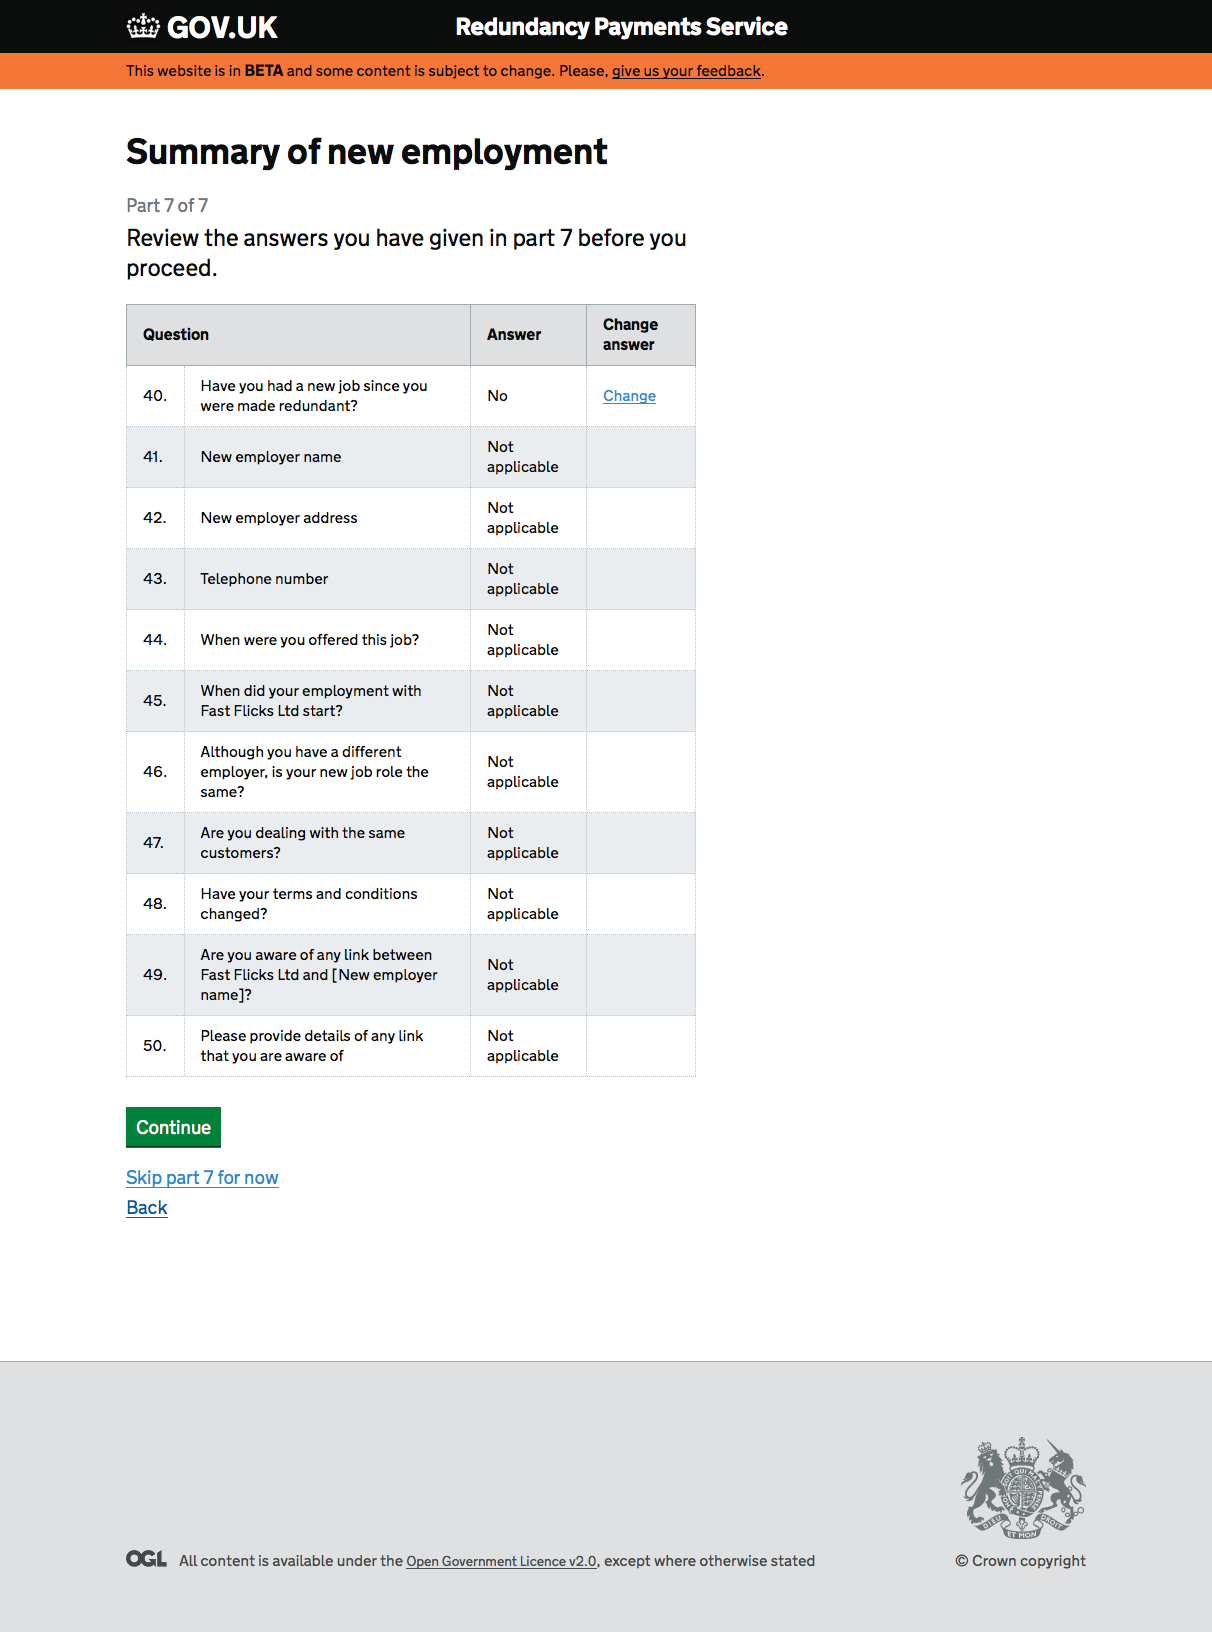 GOV.UK
Redundancy Payments Service
This website is in BETA and some content is subject to change. Please, give us your feedback.
Summary of new employment
Part 7 of 7
Review the answers you have given in part 7 before you
proceed.
Question Answer Change
answer
40. Have you had a new job since you
were made redundant? No Change
41. New employer name Not
applicable
42. New employer address Not
applicable
43. Telephone number Not
applicable
44. When were you offered this job? Not
applicable
45. When did your employment with
Fast Flicks Ltd start? Not
applicable
46. Although you have a different
employer, is your new job role the
same? Not
applicable
47. Are you dealing with the same
customers? Not
applicable
48. Have your terms and conditions
changed? Not
applicable
49. Are you aware of any link between
Fast Flicks Ltd and [New employer
name]? Not
applicable
50. Please provide details of any link
that you are aware of Not
applicable
Continue
Skip part 7 for now
Back
OGL All content is available under the Open Government Licence v2.0, except where otherwise stated
DIEU ET MON DROIT
© Crown copyright